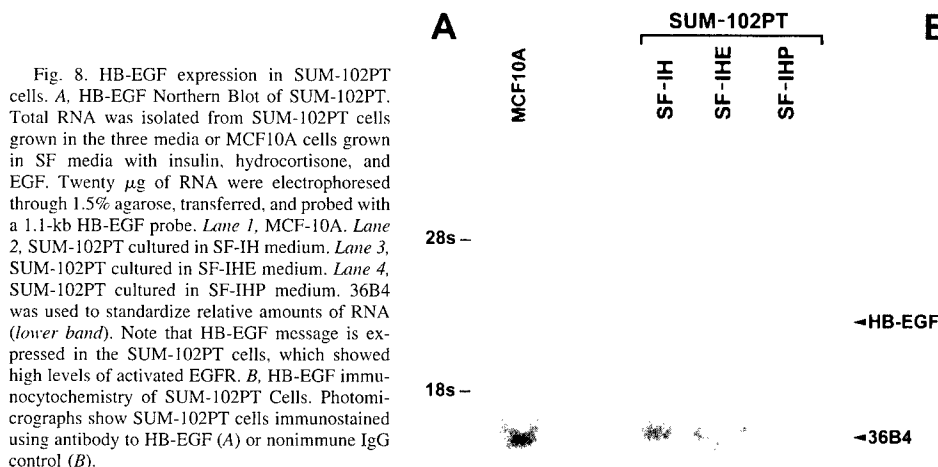 Fig. 8. HB-EGF expression in SUM-102PT
cells. A, HB-EGF Northern Blot of SUM-102PT.
Total RNA was isolated from SUM-102PT cells
grown in the three media or MCF10A cells grown
in SF media with insulin, hydrocortisone, and
EGF. Twenty μg of RNA were electrophoresed
through 1.5% agarose, transferred, and probed with
a 1.1-kb HB-EGF probe. Lane 1, MCF-10A. Lane
2, SUM-102PT cultured in SF-IH medium. Lane 3,
SUM-102PT cultured in SF-IHE medium. Lane 4,
SUM-102PT cultured in SF-IHP medium. 36B4
was used to standardize relative amounts of RNA
(lower band). Note that HB-EGF message is ex-
pressed in the SUM-102PT cells, which showed
high levels of activated EGFR. B, HB-EGF immu-
nocytochemistry of SUM-102PT Cells. Photomi-
crographs show SUM-102PT cells immunostained
using antibody to HB-EGF (A) or nonimmune IgG
control (B).
A
SUM-102PT
MCF10A
SF-IH
SF-IHE
SF-IHP
28s –
◄HB-EGF
18s –
◄36B4